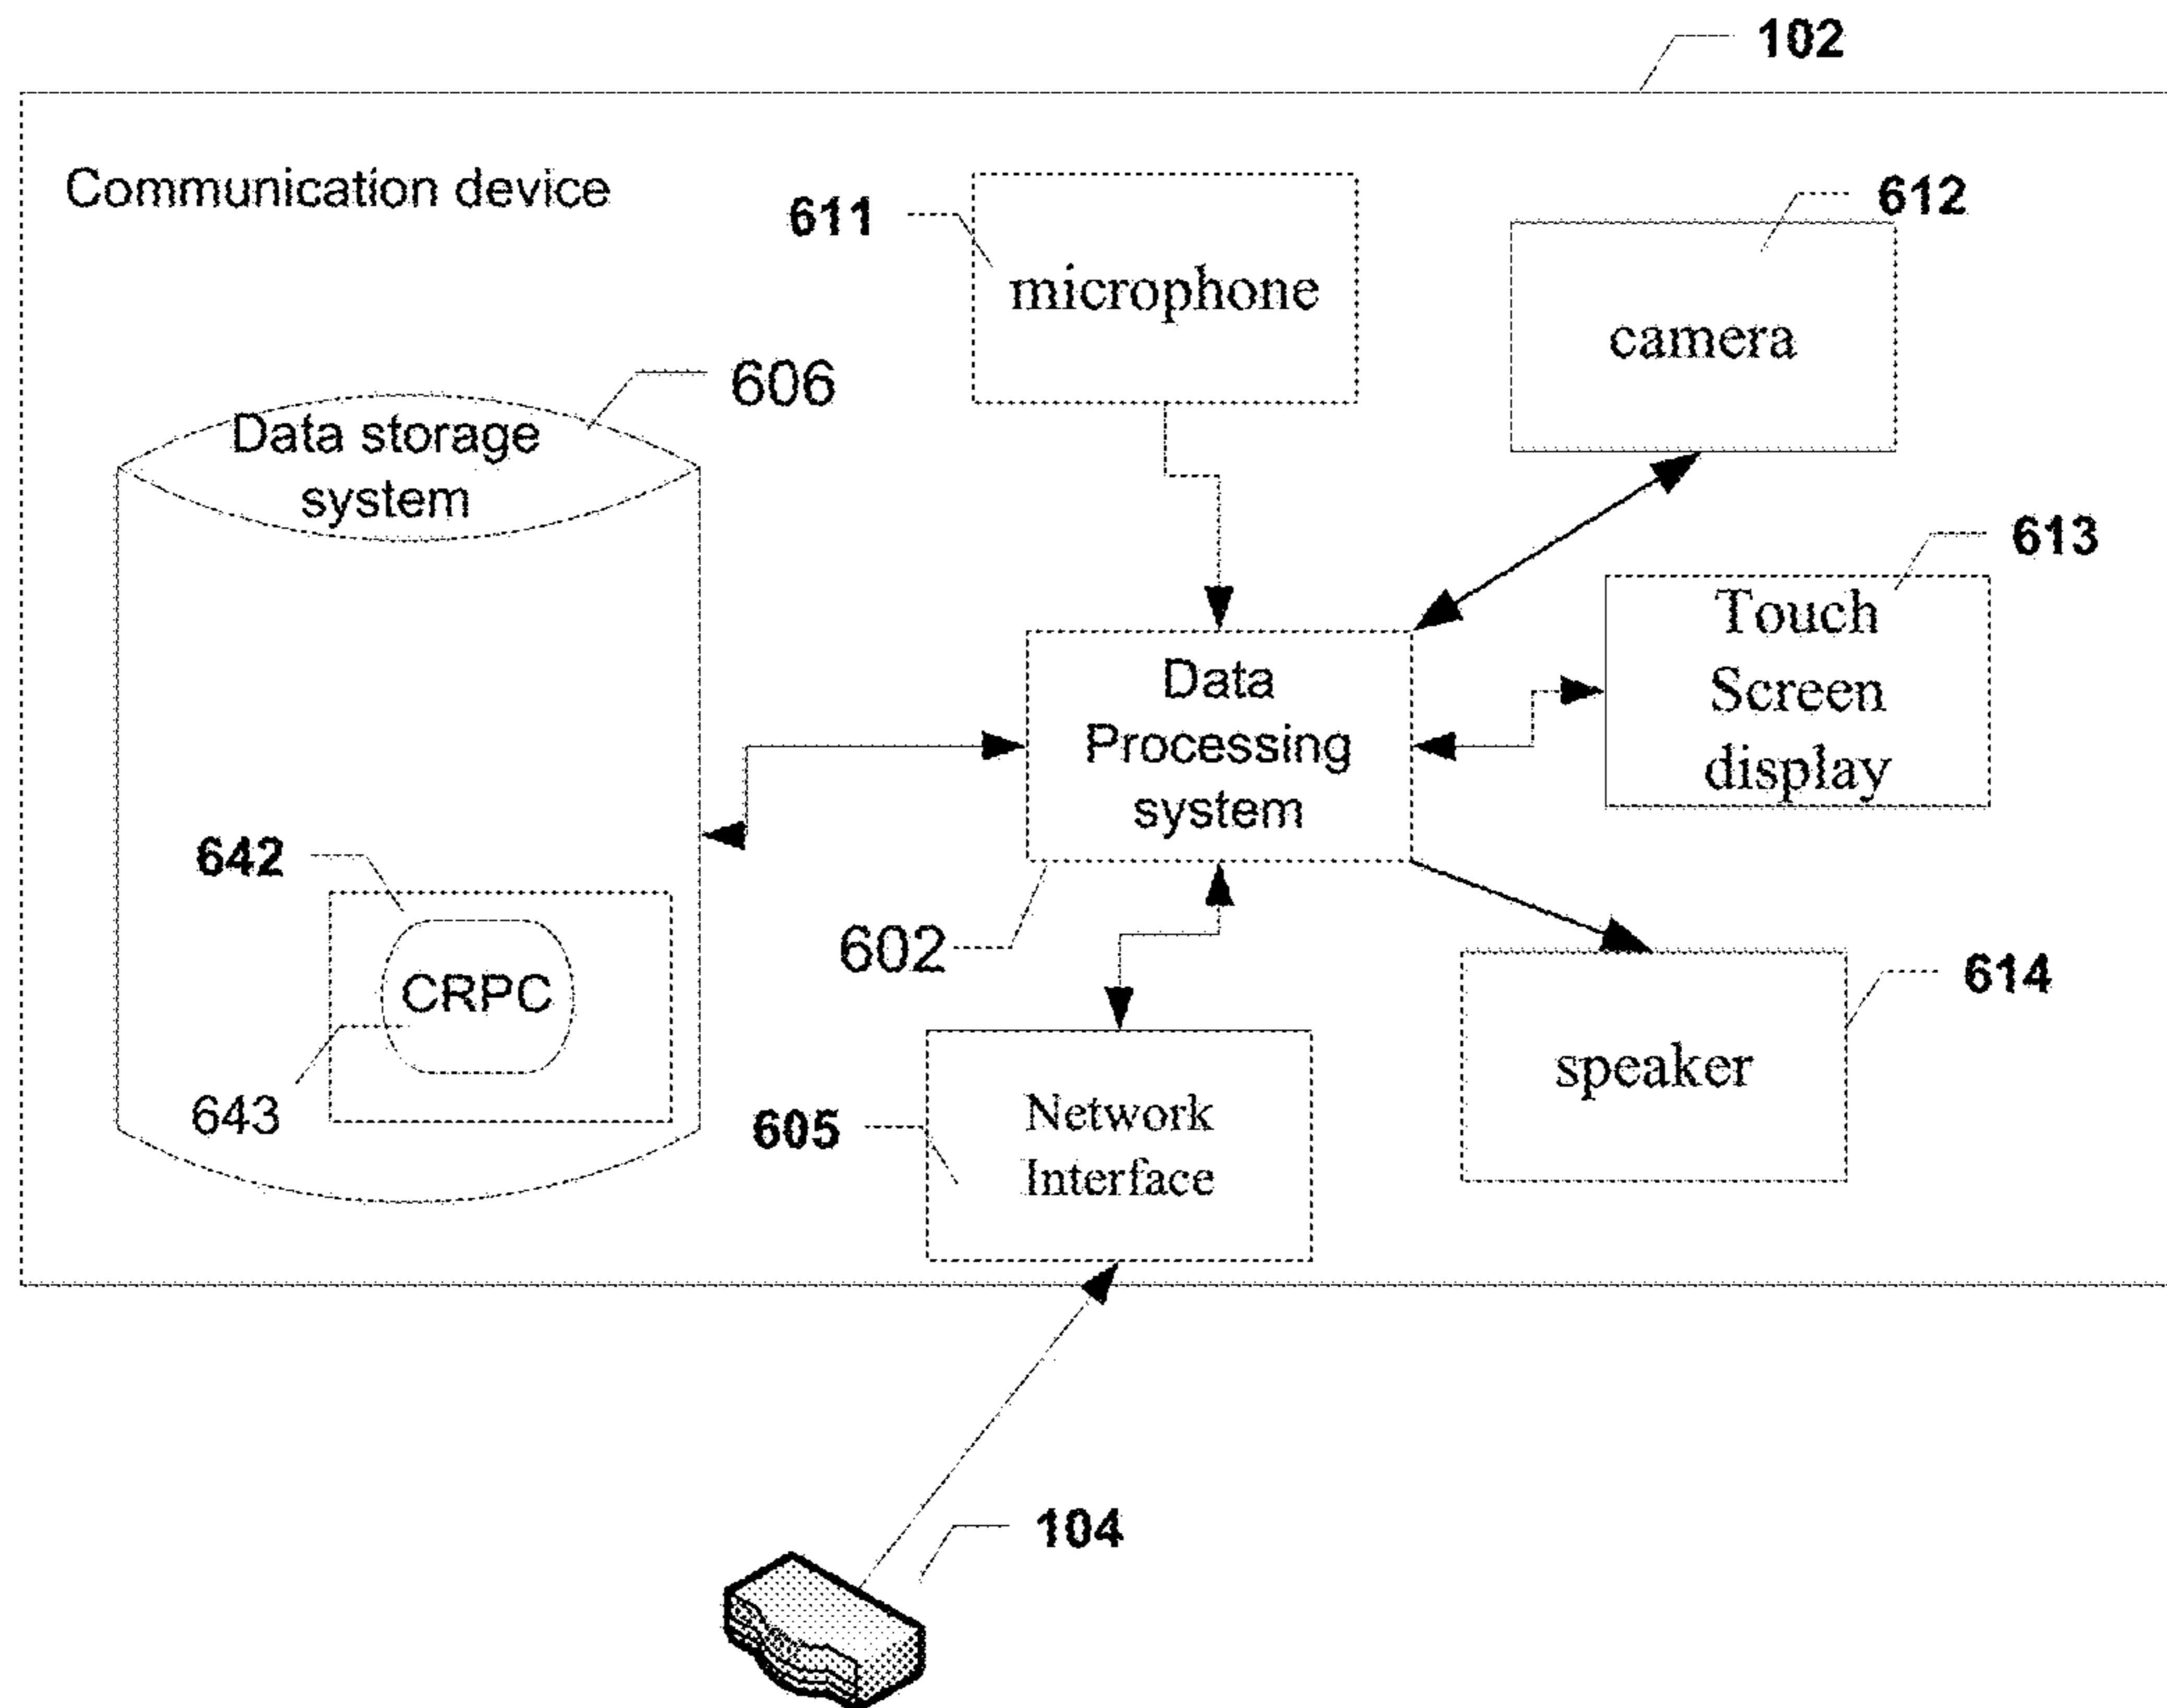 102
Communication device
611
microphone
612
camera
606
Data storage
system
613
Touch
Screen
display
Data
Processing
system
642
CRPC
643
602
614
speaker
605
Network
Interface
104